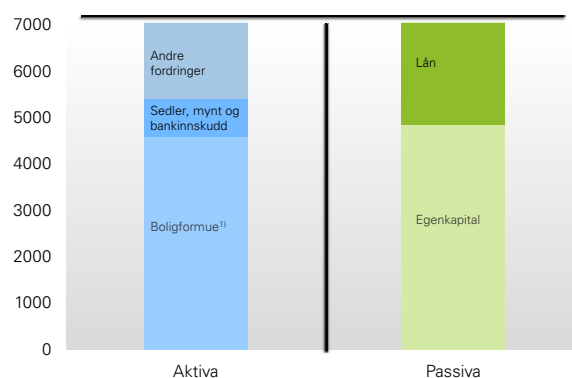 7000
6000
5000
4000
3000
2000
1000
0
Andre
fordringer
Sedler, mynt og
bankinnskudd
Boligformue1)
Lån
Egenkapital
Aktiva
Passiva